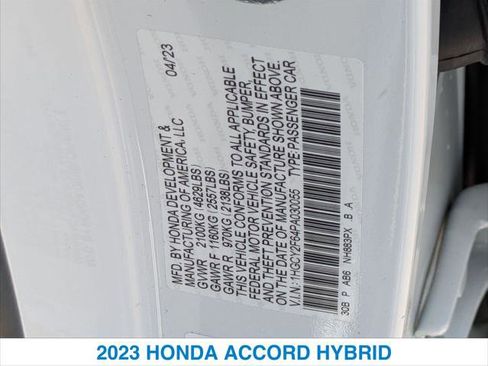 MFD BY HONDA DEVELOPMENT & 04/23
MANUFACTURING OF AMERICA, LLC
GVWR 2100KG (4629LBS)
GAWR F 1160KG (2557LBS)
GAWR R 970KG (2138LBS)
THIS VEHICLE CONFORMS TO ALL APPLICABLE
FEDERAL MOTOR VEHICLE SAFETY, BUMPER,
AND THEFT PREVENTION STANDARDS IN EFFECT
ON THE DATE OF MANUFACTURE SHOWN ABOVE.
V.I.N.: 1HGCY2F64PA030055 TYPE: PASSENGER CAR
30B P AB6 NH883PX B A
2023 HONDA ACCORD HYBRID